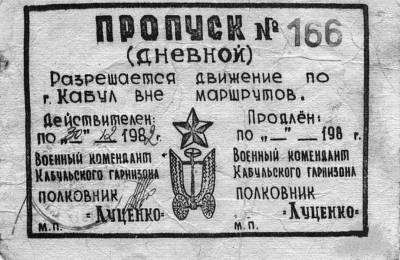 ПРОПУСК № 166
(ДНЕВНОЙ)
Разрешается движение по
г. Кабул вне маршрутов.
Действителен:
по „30" 12 1982 г.
Военный комендант
Кабульского гарнизона
полковник
-Луценко-
м.п.
Продлён:
по „ — " — 198 г.
Военный комендант
Кабульского гарнизона
полковник
-Луценко-
м.п.